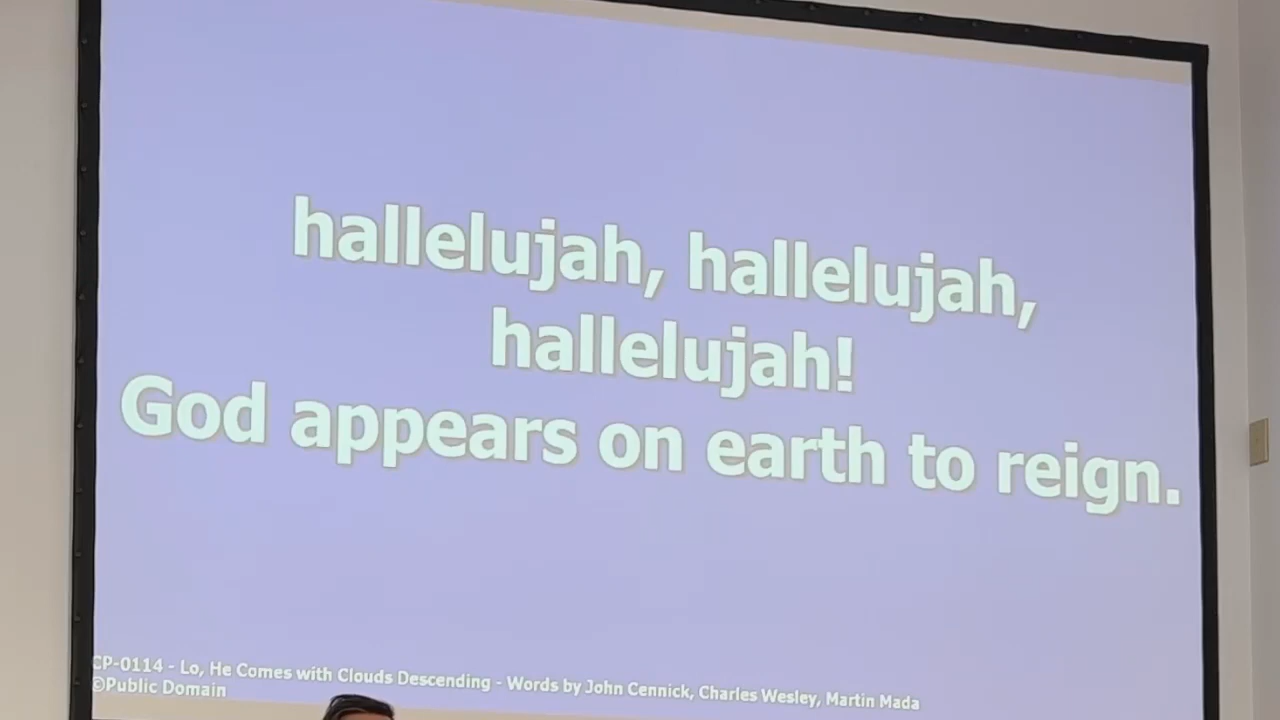 hallelujah, hallelujah,
hallelujah!
God appears on earth to reign.
CP-0114 - Lo, He Comes with Clouds Descending - Words by John Cennick, Charles Wesley, Martin Mada
©Public Domain